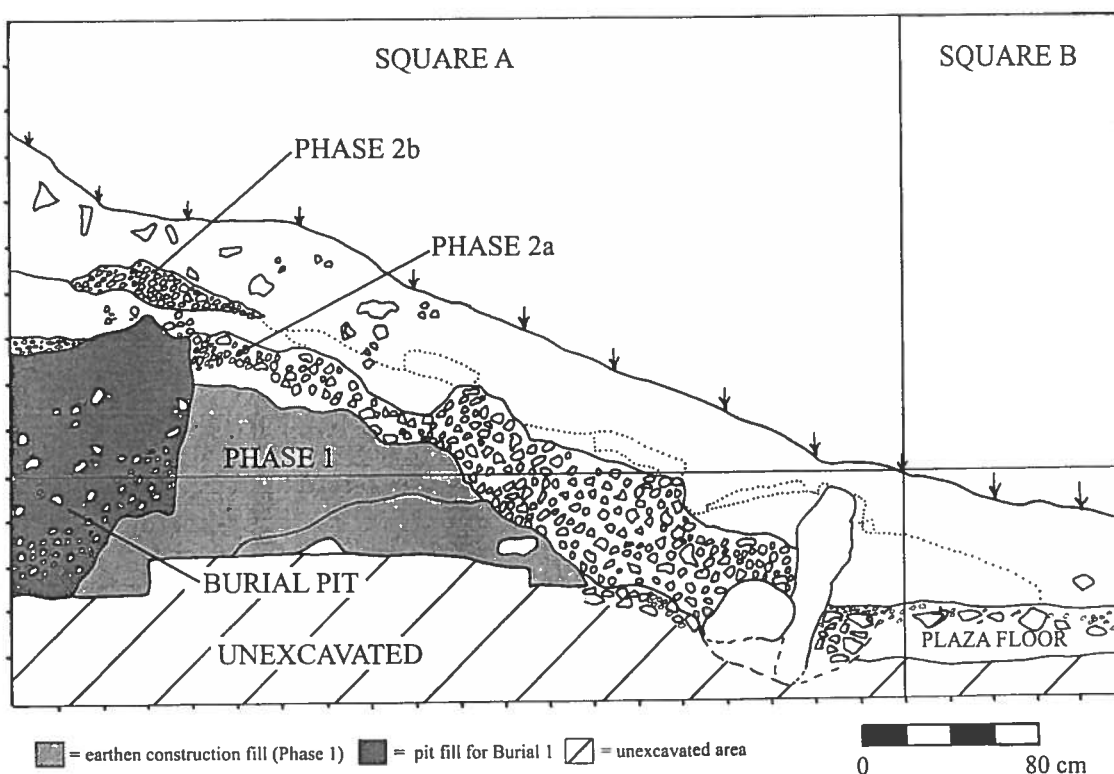 SQUARE A
SQUARE B
PHASE 2b
PHASE 2a
PHASE 1
BURIAL PIT
UNEXCAVATED
PLAZA FLOOR
= earthen construction fill (Phase 1) = pit fill for Burial 1 = unexcavated area
0 80 cm